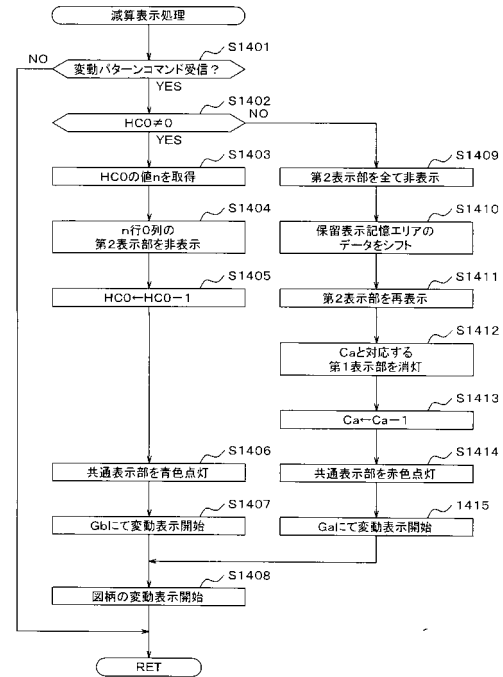 減算表示処理
S1401
変動パターンコマンド受信？
NO
YES
S1402
HC0≠0
NO
YES
S1403
HC0の値nを取得
S1404
n行0列の
第2表示部を非表示
S1405
HC0←HC0−1
S1406
共通表示部を青色点灯
S1407
Gblにて変動表示開始
S1408
図柄の変動表示開始
S1409
第2表示部を全て非表示
S1410
保留表示記憶エリアの
データをシフト
S1411
第2表示部を再表示
S1412
Caと対応する
第1表示部を消灯
S1413
Ca←Ca−1
S1414
共通表示部を赤色点灯
1415
Galにて変動表示開始
RET